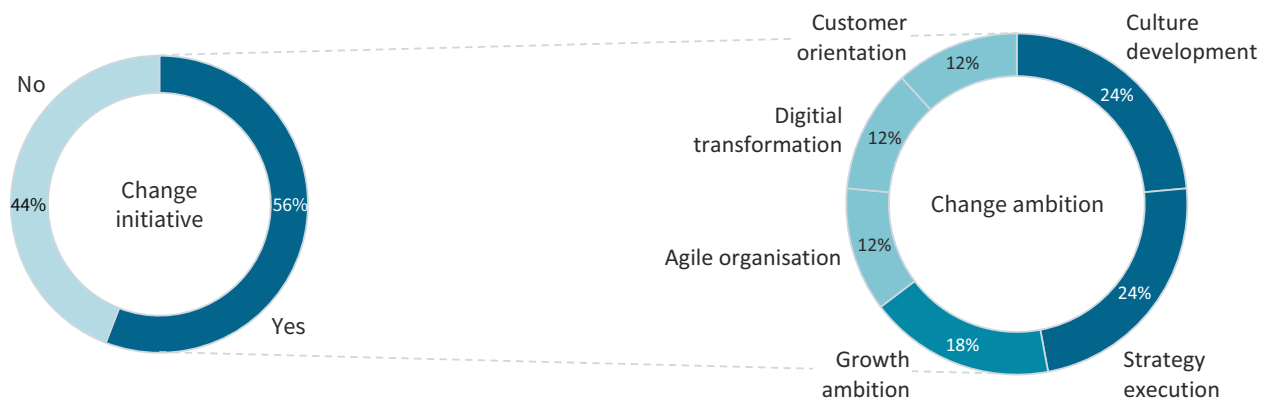 No
44%
Change
initiative
56%
Yes
Customer
orientation
12%
Digitial
transformation
12%
Agile organisation
12%
Growth
ambition
18%
Change ambition
Culture
development
24%
24%
Strategy
execution